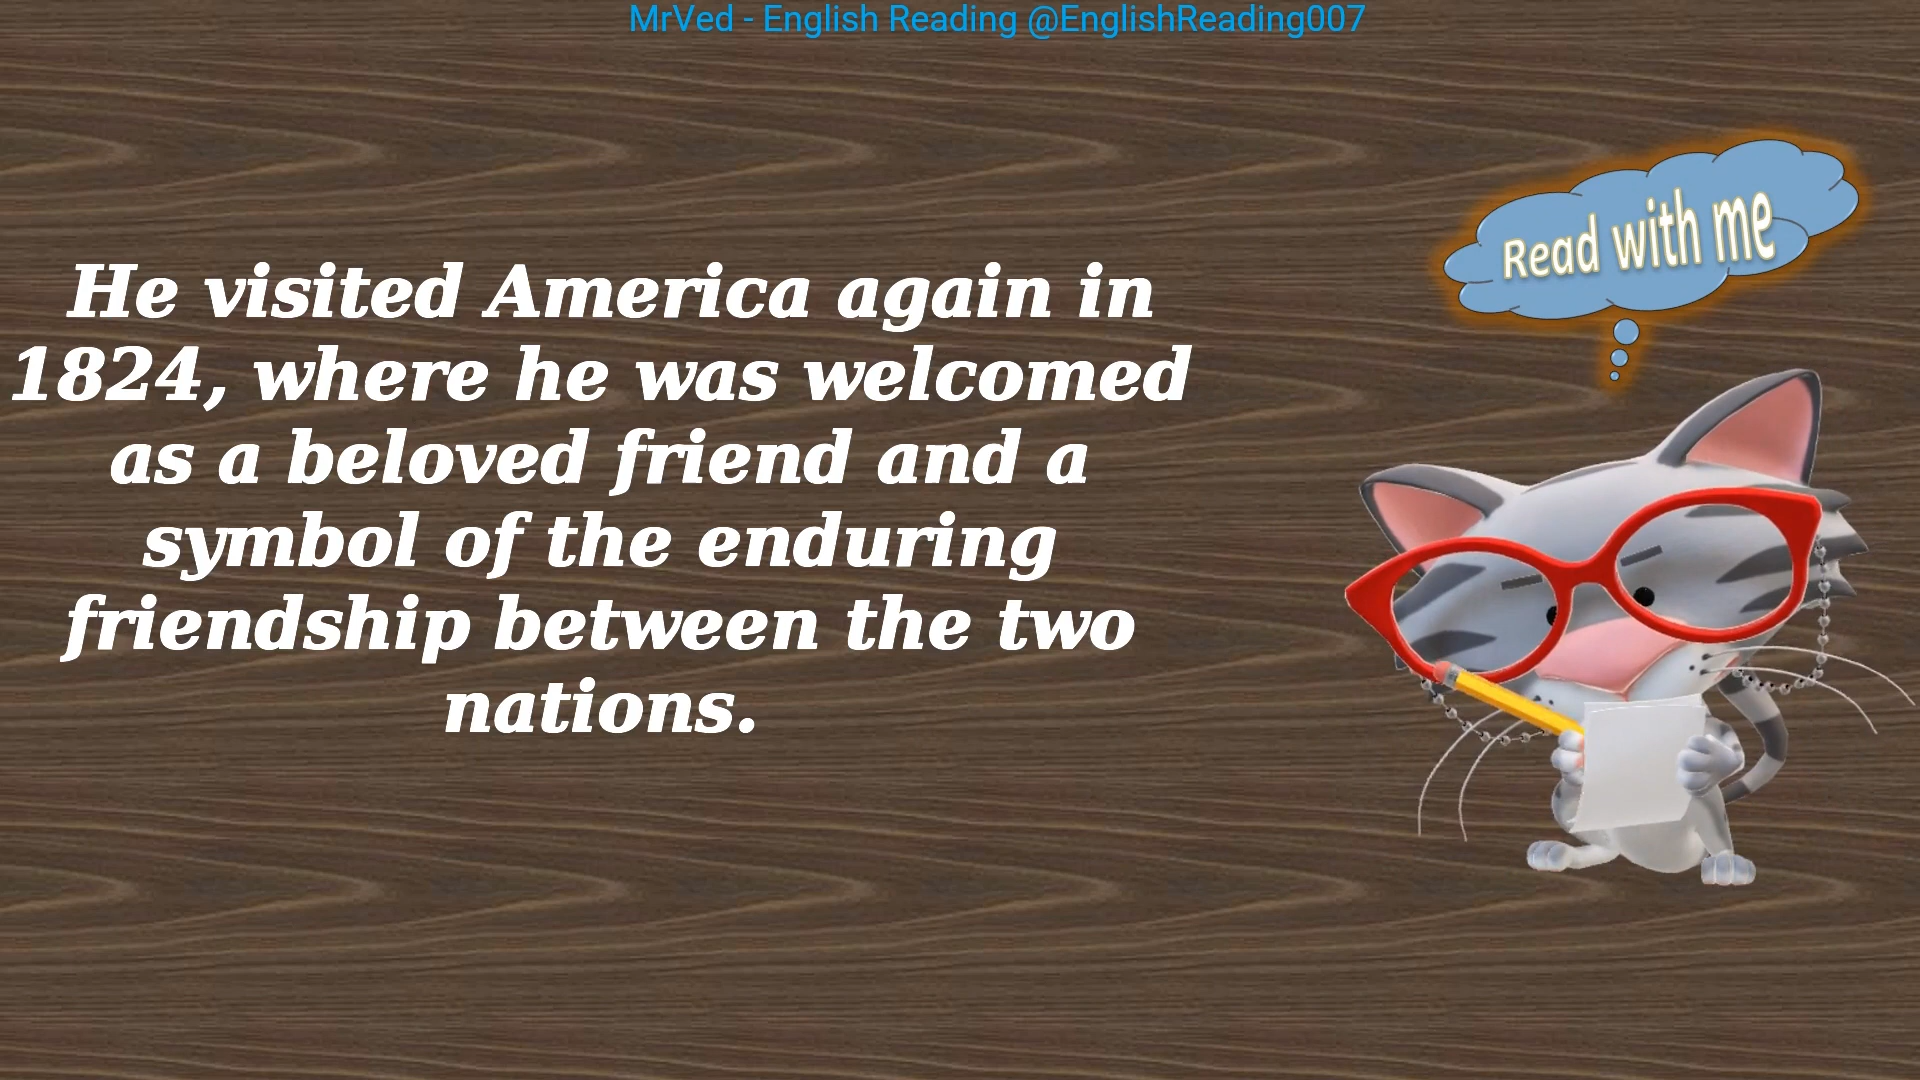 MrVed - English Reading @EnglishReading007
Read with me
He visited America again in
1824, where he was welcomed
as a beloved friend and a
symbol of the enduring
friendship between the two
nations.